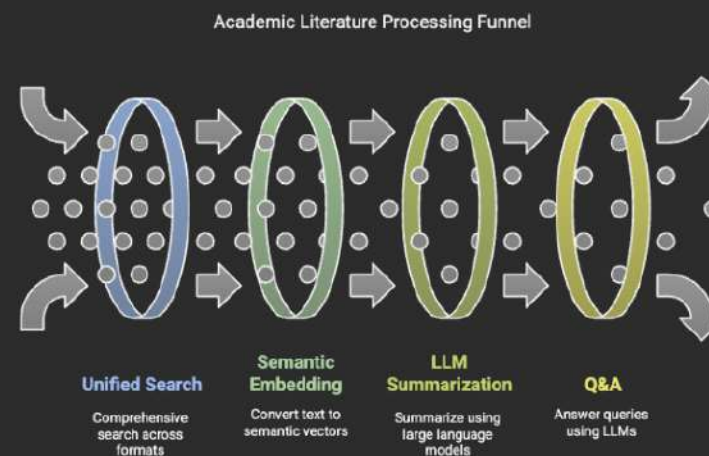 Academic Literature Processing Funnel
Unified Search
Comprehensive
search across
formats
Semantic
Embedding
Convert text to
semantic vectors
LLM
Summarization
Summarize using
large language
models
Q&A
Answer queries
using LLMs